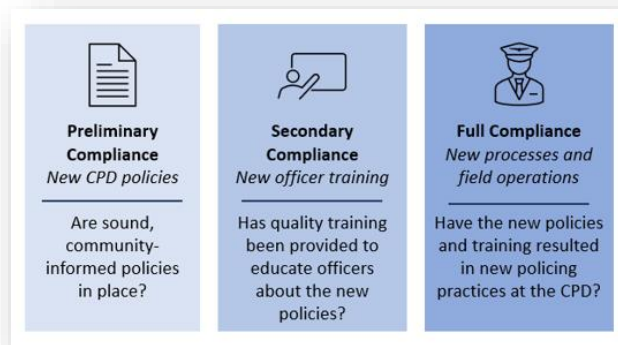 Preliminary
Compliance
New CPD policies
Are sound,
community-
informed policies
in place?
Secondary
Compliance
New officer training
Has quality training
been provided to
educate officers
about the new
policies?
Full Compliance
New processes and
field operations
Have the new policies
and training resulted
in new policing
practices at the CPD?